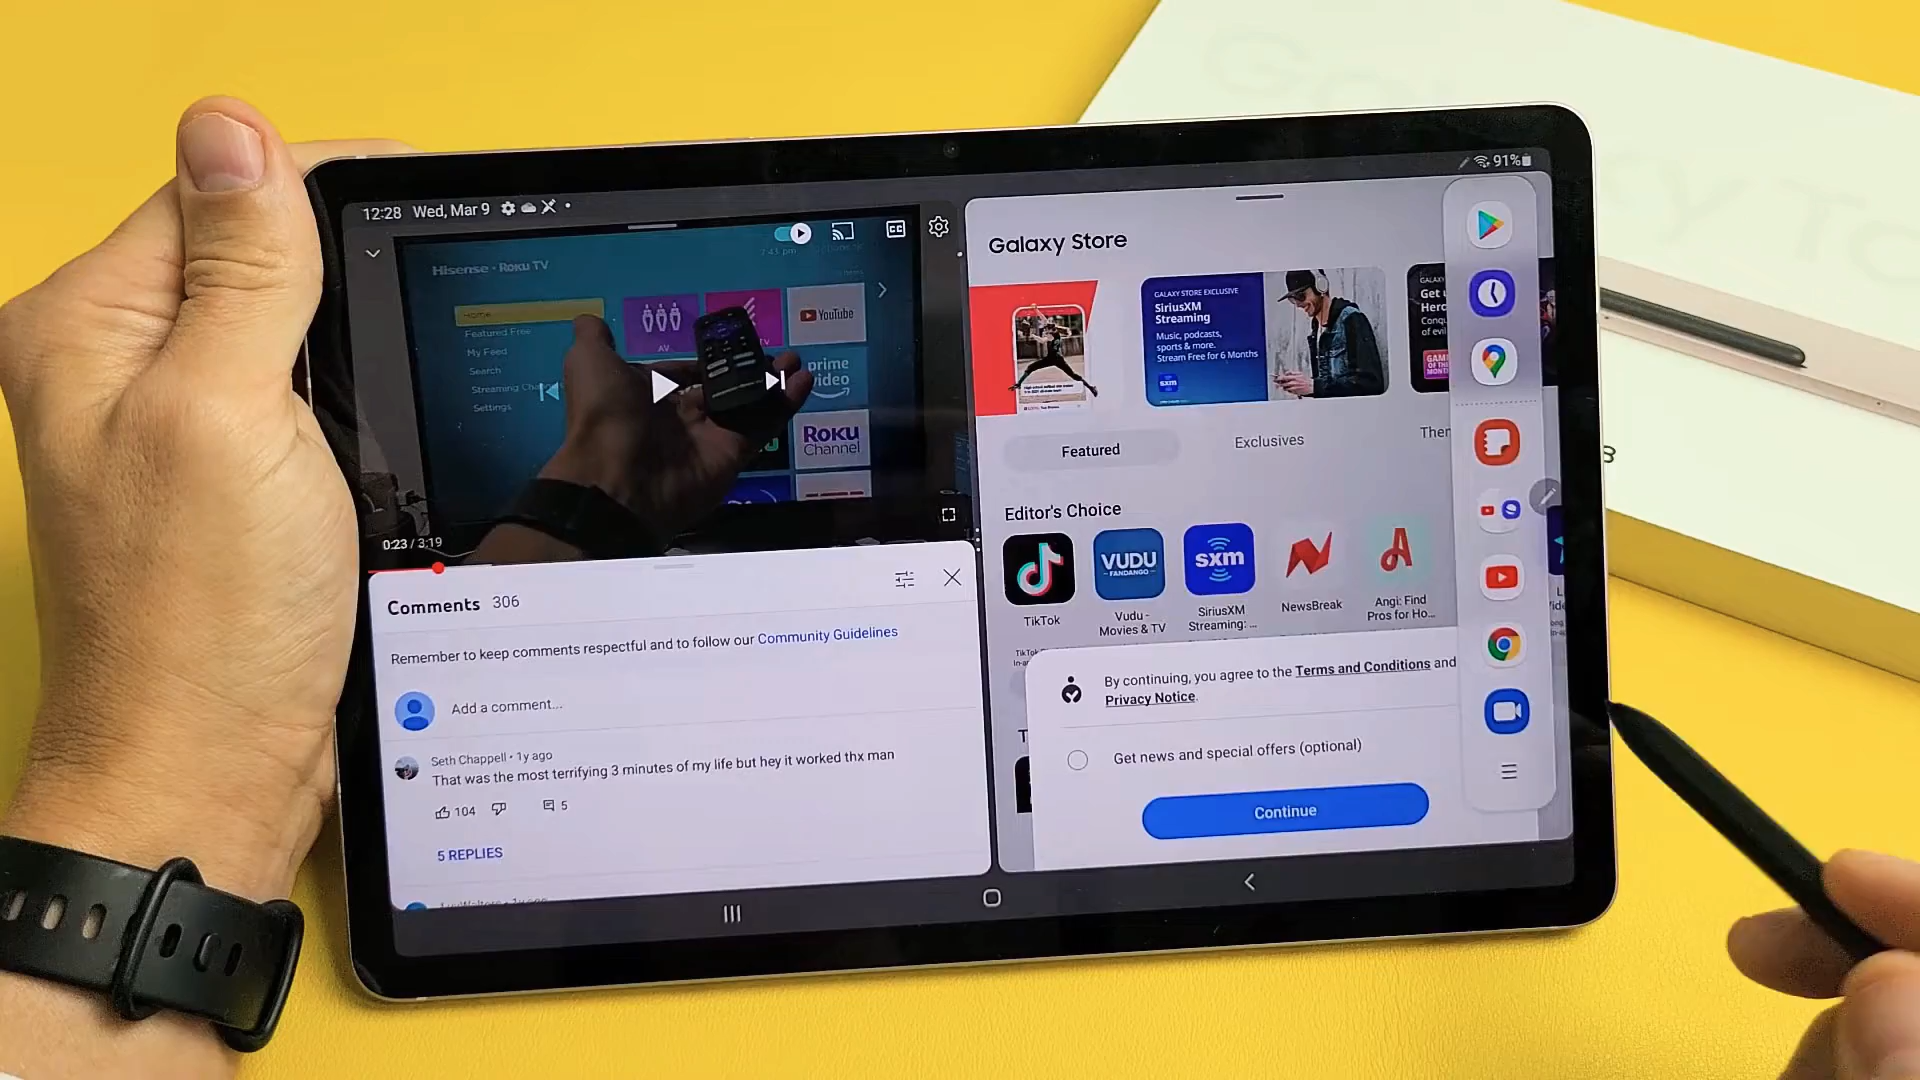 12:28 Wed, Mar 9
91%
Hisense • Roku TV
Home
Featured Free
My Feed
Search
Settings
AV
YouTube
prime video
Roku Channel
0:23 / 3:19
Comments 306
Remember to keep comments respectful and to follow our Community Guidelines
Add a comment...
Seth Chappell • 1y ago
That was the most terrifying 3 minutes of my life but hey it worked thx man
104
5
5 REPLIES
Galaxy Store
GALAXY STORE EXCLUSIVE
SiriusXM
Streaming
Music, podcasts,
sports & more.
Stream Free for 6 Months
sxm
Featured
Exclusives
Editor's Choice
VUDU
FANDANGO
sxm
TikTok
Vudu -
Movies & TV
SiriusXM
Streaming: ...
NewsBreak
Angi: Find
Pros for Ho...
By continuing, you agree to the Terms and Conditions and
Privacy Notice.
Get news and special offers (optional)
Continue